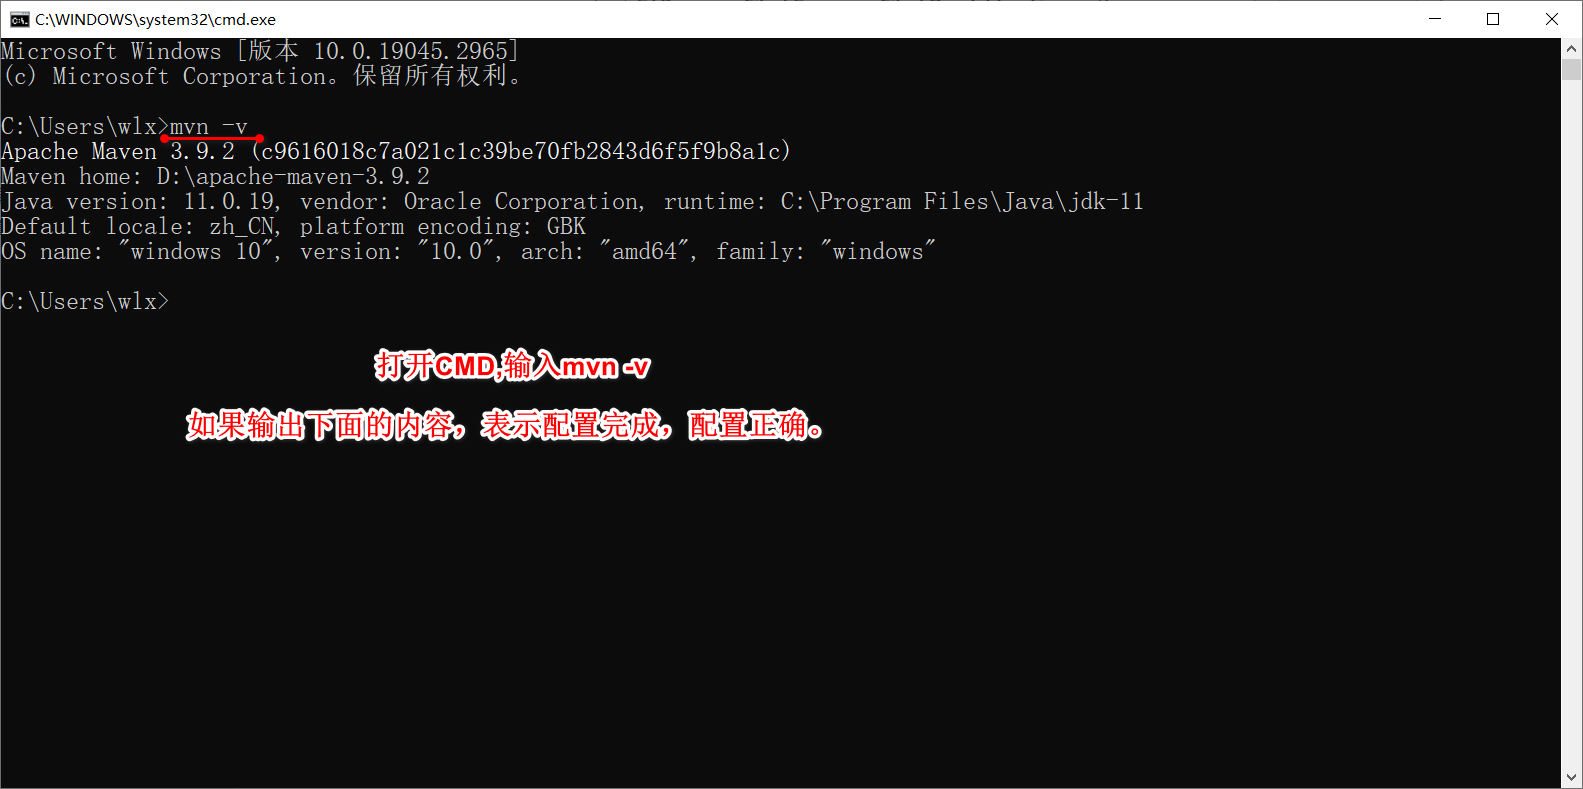 C:\WINDOWS\system32\cmd.exe
Microsoft Windows [版本 10.0.19045.2965]
(c) Microsoft Corporation。保留所有权利。
C:\Users\wlx>mvn -v
Apache Maven 3.9.2 (c9616018c7a021c1c39be70fb2843d6f5f9b8a1c)
Maven home: D:\apache-maven-3.9.2
Java version: 11.0.19, vendor: Oracle Corporation, runtime: C:\Program Files\Java\jdk-11
Default locale: zh_CN, platform encoding: GBK
OS name: "windows 10", version: "10.0", arch: "amd64", family: "windows"
C:\Users\wlx>
打开CMD,输入mvn -v
如果输出下面的内容，表示配置完成，配置正确。